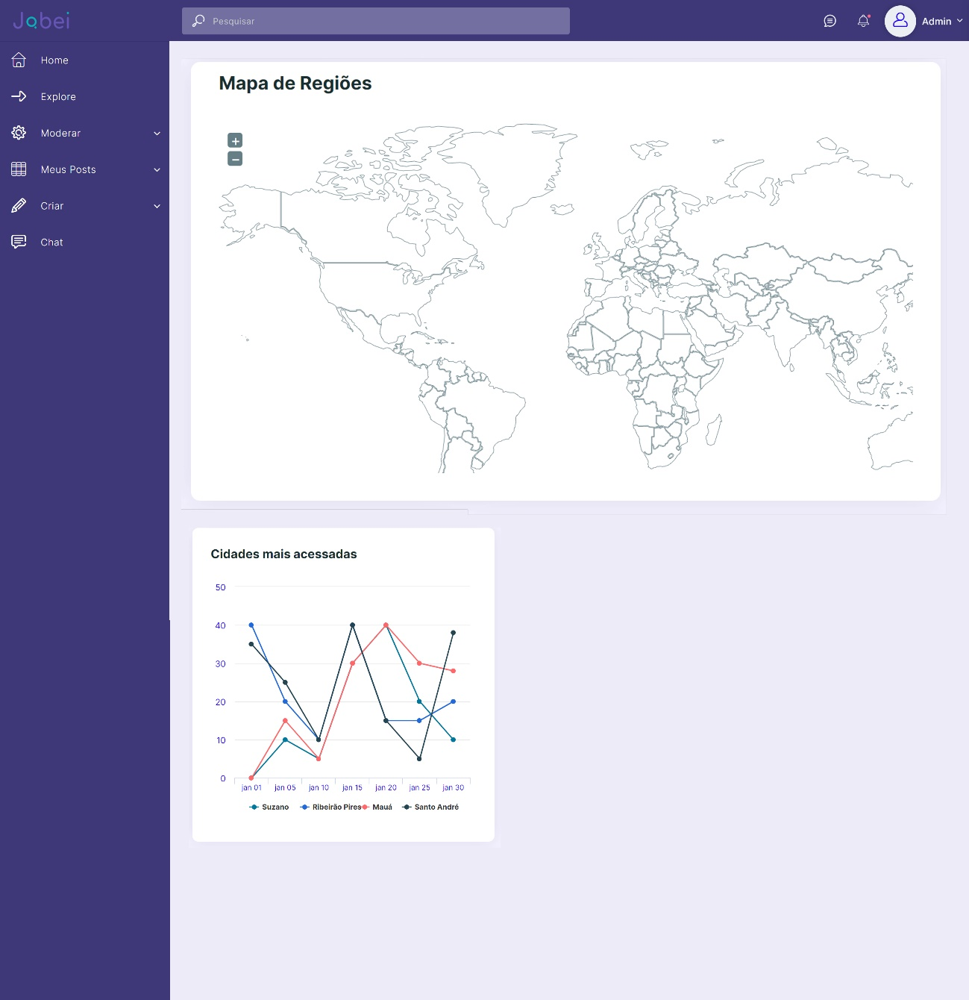 Jobei
Pesquisar
Admin
Home
Explore
Moderar
Meus Posts
Criar
Chat
Mapa de Regiões
+
−
Cidades mais acessadas
50
40
30
20
10
0
jan 01 jan 05 jan 10 jan 15 jan 20 jan 25 jan 30
Suzano Ribeirão Pires Mauá Santo André